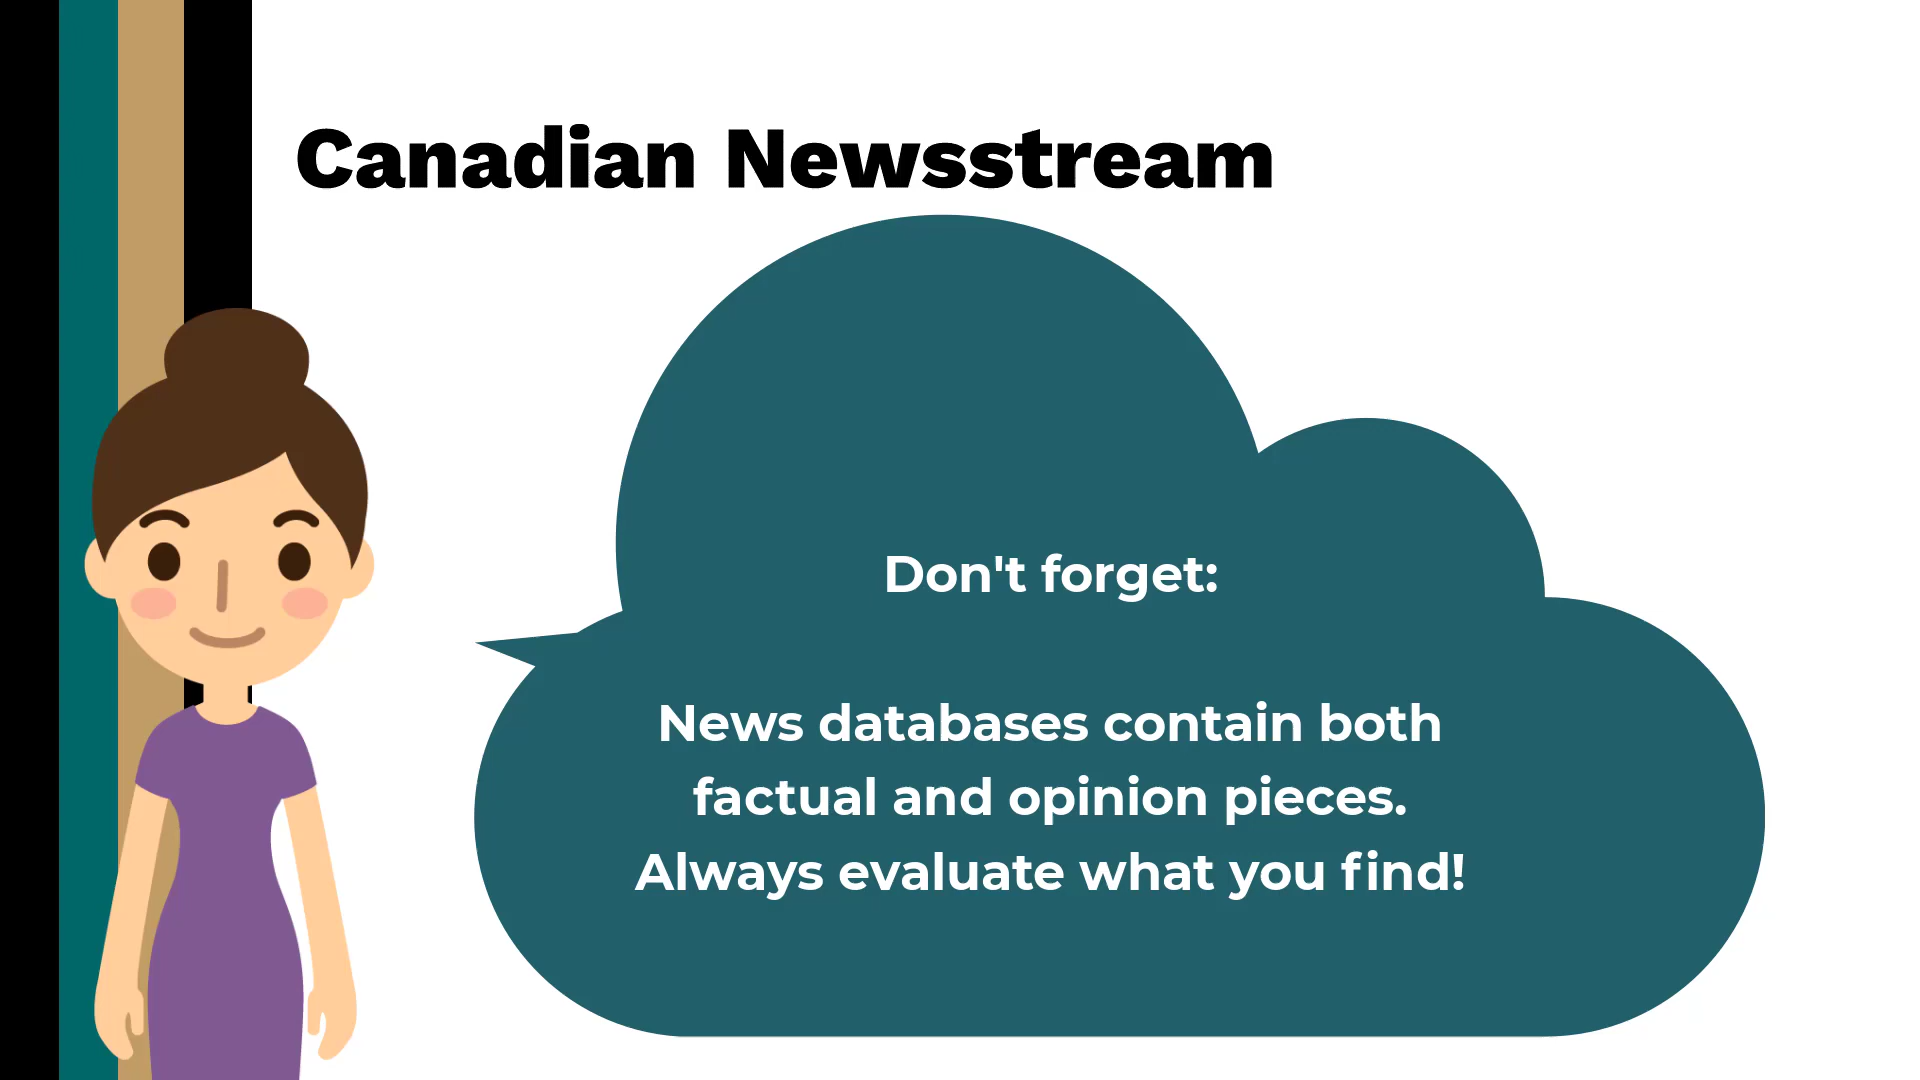 Canadian Newsstream
Don't forget:
News databases contain both
factual and opinion pieces.
Always evaluate what you find!